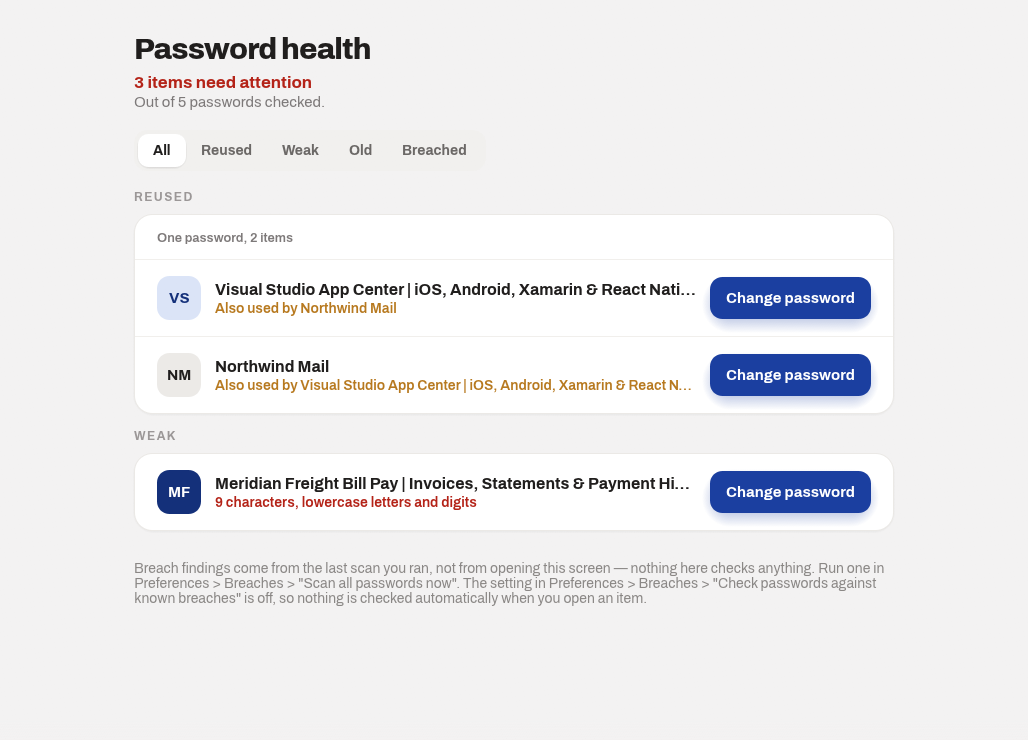 Password health
3 items need attention
Out of 5 passwords checked.
All Reused Weak Old Breached
REUSED
One password, 2 items
VS Visual Studio App Center | iOS, Android, Xamarin & React Nati... Change password
Also used by Northwind Mail
NM Northwind Mail Change password
Also used by Visual Studio App Center | iOS, Android, Xamarin & React N...
WEAK
MF Meridian Freight Bill Pay | Invoices, Statements & Payment Hi... Change password
9 characters, lowercase letters and digits
Breach findings come from the last scan you ran, not from opening this screen — nothing here checks anything. Run one in
Preferences > Breaches > "Scan all passwords now". The setting in Preferences > Breaches > "Check passwords against
known breaches" is off, so nothing is checked automatically when you open an item.